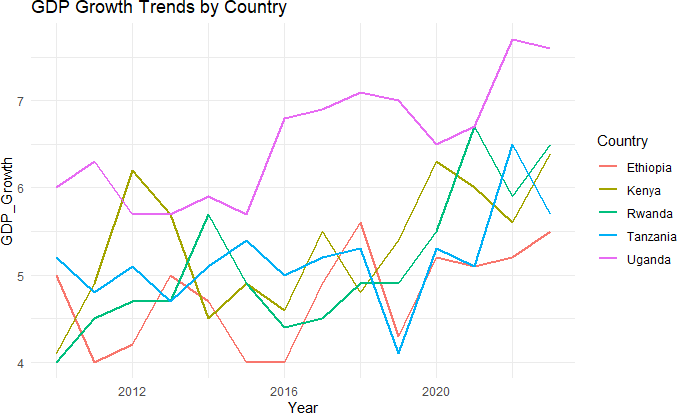 GDP Growth Trends by Country
7
6
5
4
GDP_Growth
2012
2016
2020
Year
Country
Ethiopia
Kenya
Rwanda
Tanzania
Uganda